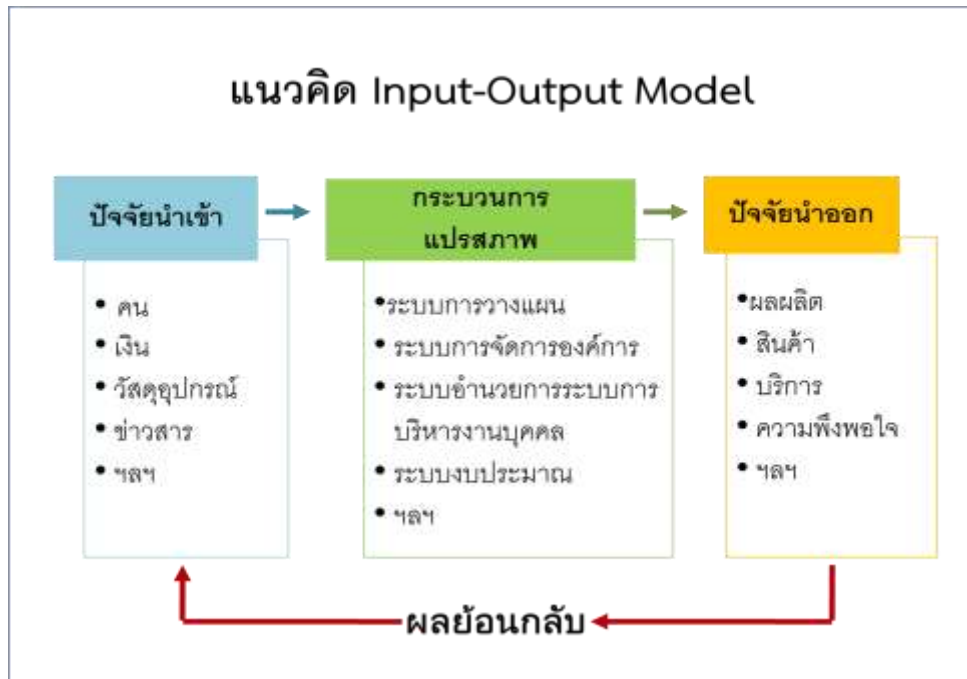 แนวคิด Input-Output Model
ปัจจัยนำเข้า
• คน
• เงิน
• วัสดุอุปกรณ์
• ข่าวสาร
• ฯลฯ
กระบวนการ
แปรสภาพ
•ระบบการวางแผน
• ระบบการจัดการองค์การ
• ระบบอำนวยการระบบการ
บริหารงานบุคคล
• ระบบงบประมาณ
• ฯลฯ
ปัจจัยนำออก
•ผลผลิต
• สินค้า
• บริการ
• ความพึงพอใจ
• ฯลฯ
ผลย้อนกลับ